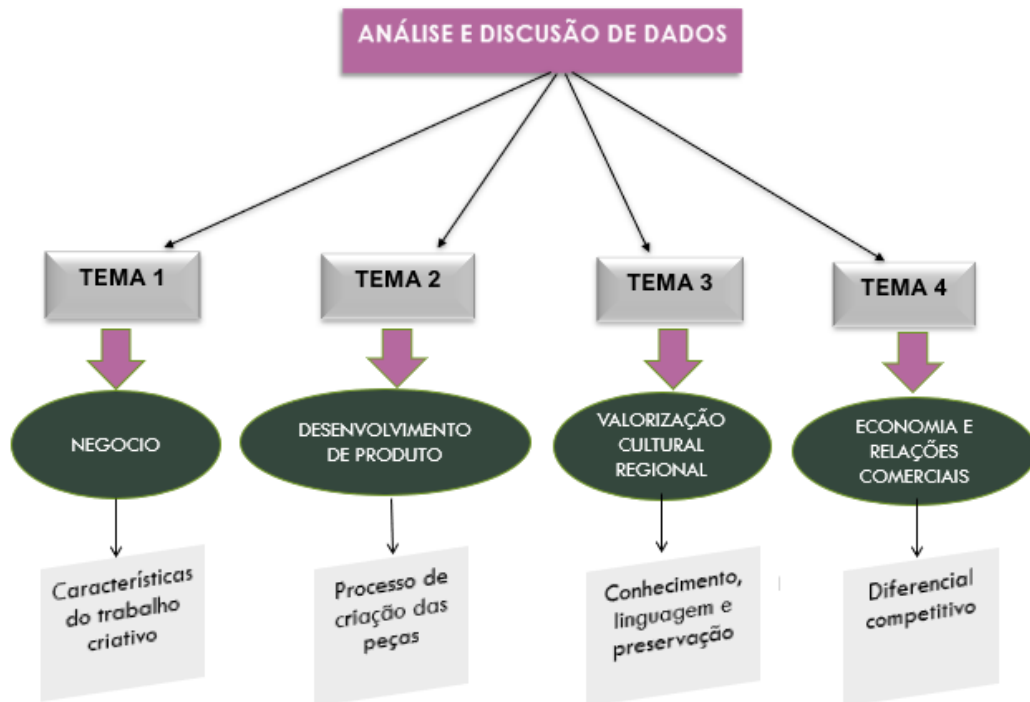 ANÁLISE E DISCUSÃO DE DADOS
TEMA 1
TEMA 2
TEMA 3
TEMA 4
NEGOCIO
DESENVOLVIMENTO
DE PRODUTO
VALORIZAÇÃO
CULTURAL
REGIONAL
ECONOMIA E
RELAÇÕES
COMERCIAIS
Características
do trabalho
criativo
Processo de
criação das
peças
Conhecimento,
linguagem e
preservação
Diferencial
competitivo